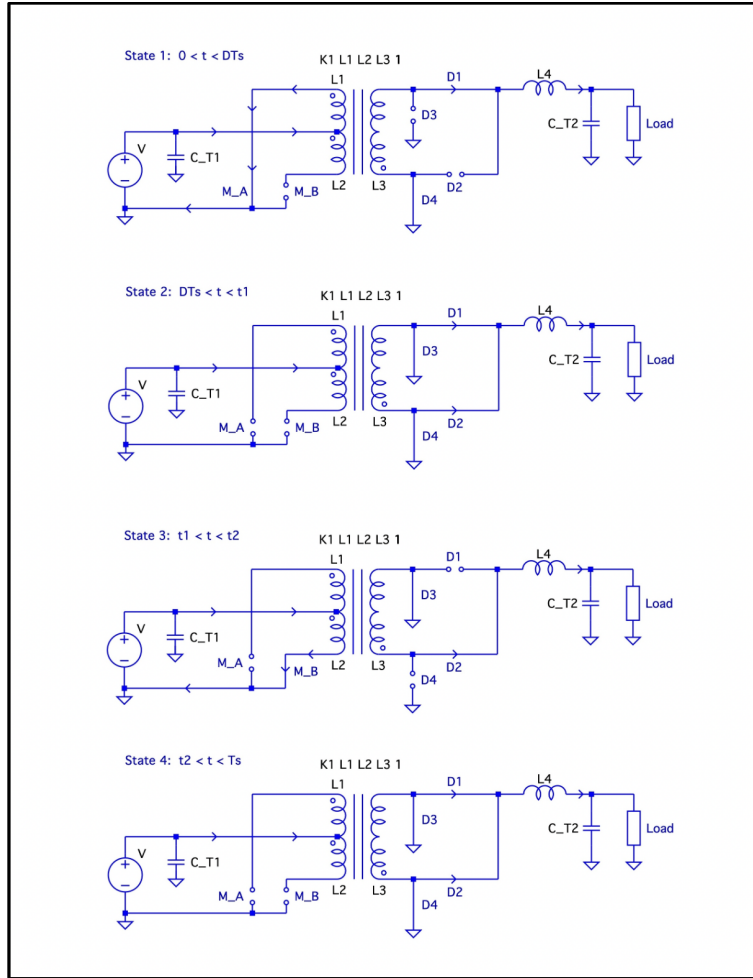 State 1: 0 < t < DTs
K1 L1 L2 L3 1
L1
D1
L4
D3
V
C_T1
C_T2
Load
M_A
M_B
L2
L3
D4
D2
State 2: DTs < t < t1
K1 L1 L2 L3 1
L1
D1
L4
D3
V
C_T1
C_T2
Load
M_A
M_B
L2
L3
D4
D2
State 3: t1 < t < t2
K1 L1 L2 L3 1
L1
D1
L4
D3
V
C_T1
C_T2
Load
M_A
M_B
L2
L3
D4
D2
State 4: t2 < t < Ts
K1 L1 L2 L3 1
L1
D1
L4
D3
V
C_T1
C_T2
Load
M_A
M_B
L2
L3
D4
D2